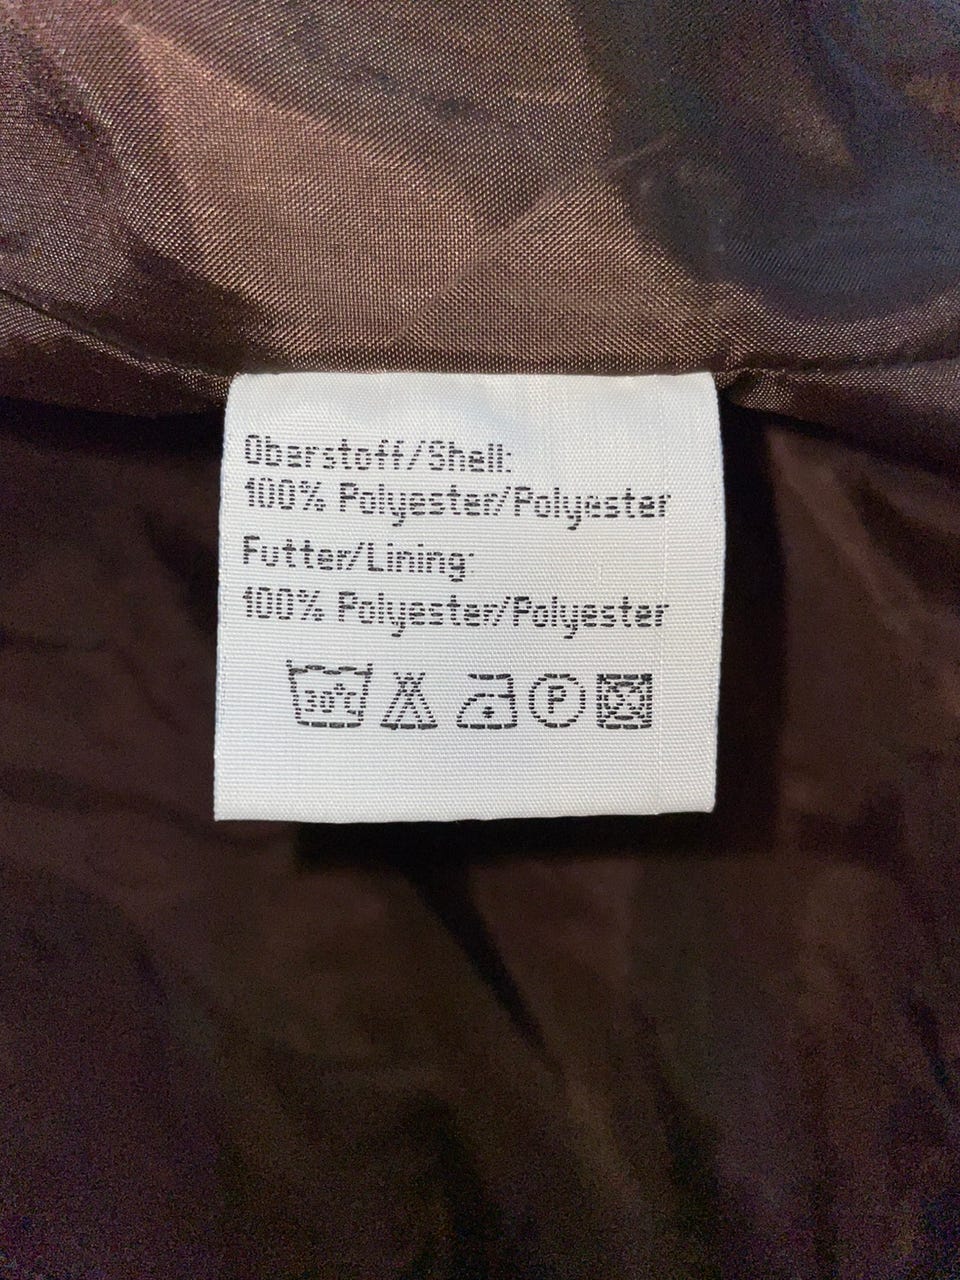 Oberstoff/Shell:
100% Polyester/Polyester
Futter/Lining:
100% Polyester/Polyester
30°C P